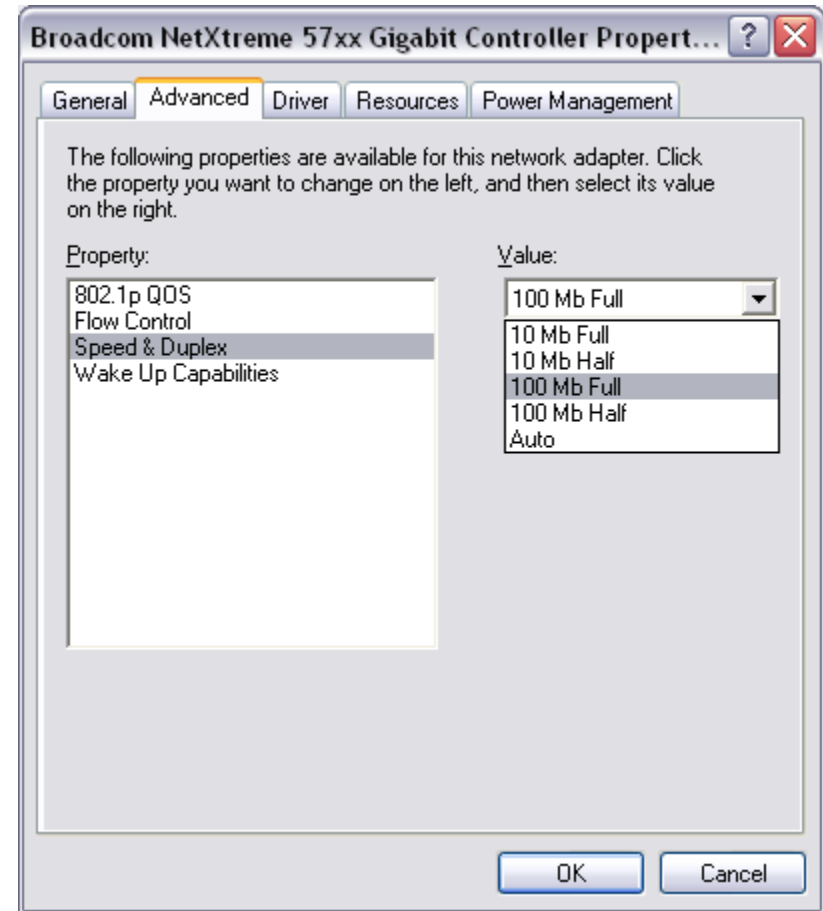 Broadcom NetXtreme 57xx Gigabit Controller Propert...
General Advanced Driver Resources Power Management
The following properties are available for this network adapter. Click
the property you want to change on the left, and then select its value
on the right.
Property:
802.1p QOS
Flow Control
Speed & Duplex
Wake Up Capabilities
Value:
100 Mb Full
10 Mb Full
10 Mb Half
100 Mb Full
100 Mb Half
Auto
OK Cancel